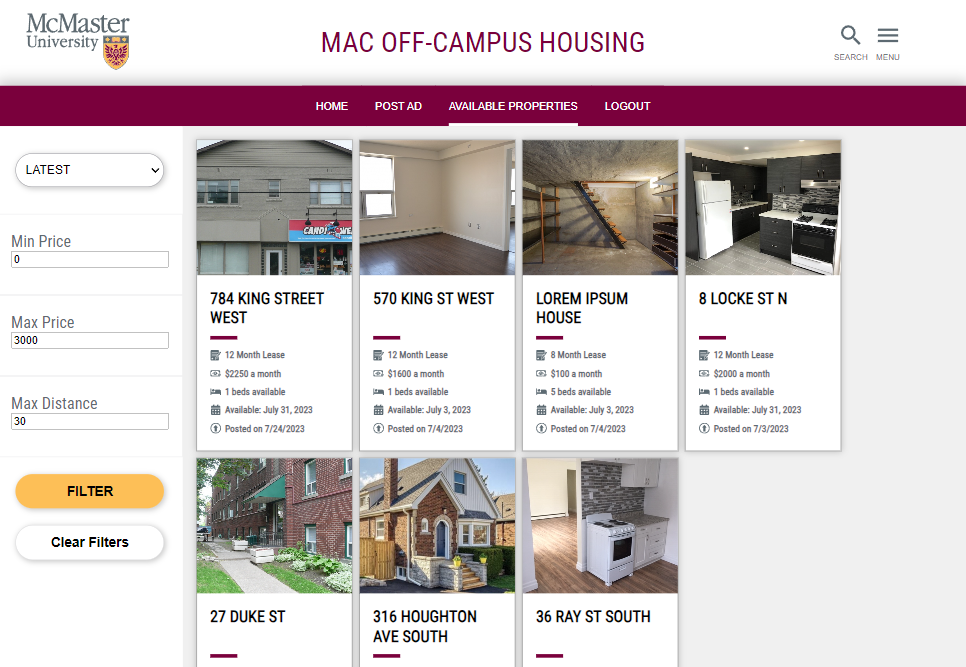 McMaster
University
MAC OFF-CAMPUS HOUSING
SEARCH MENU
HOME POST AD AVAILABLE PROPERTIES LOGOUT
LATEST
Min Price
0
Max Price
3000
Max Distance
30
FILTER
Clear Filters
784 KING STREET
WEST
12 Month Lease
$2250 a month
1 beds available
Available: July 31, 2023
Posted on 7/24/2023
570 KING ST WEST
12 Month Lease
$1600 a month
1 beds available
Available: July 3, 2023
Posted on 7/4/2023
LOREM IPSUM
HOUSE
8 Month Lease
$100 a month
5 beds available
Available: July 3, 2023
Posted on 7/4/2023
8 LOCKE ST N
12 Month Lease
$2000 a month
1 beds available
Available: July 31, 2023
Posted on 7/3/2023
27 DUKE ST
316 HOUGHTON
AVE SOUTH
36 RAY ST SOUTH